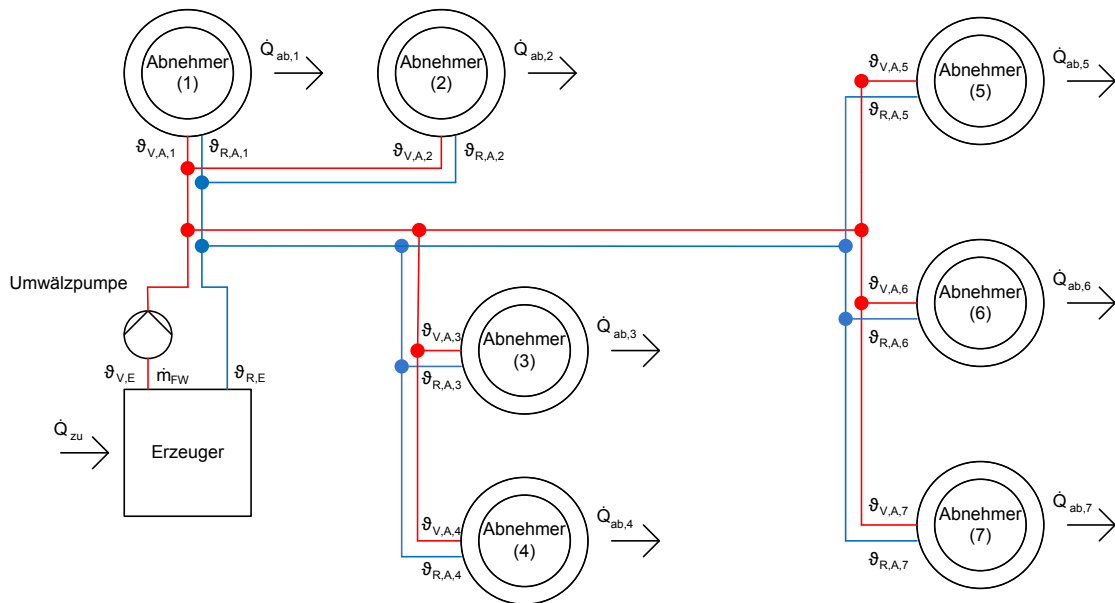 Abnehmer
(1)
Q̇ab,1
Abnehmer
(2)
Q̇ab,2
ϑV,A,1
ϑR,A,1
ϑV,A,2
ϑR,A,2
ϑV,A,5
ϑR,A,5
Abnehmer
(5)
Q̇ab,5
Umwälzpumpe
ϑV,E
ṁFW
ϑR,E
Q̇zu
Erzeuger
ϑV,A,3
ϑR,A,3
Abnehmer
(3)
Q̇ab,3
ϑV,A,6
ϑR,A,6
Abnehmer
(6)
Q̇ab,6
ϑV,A,4
ϑR,A,4
Abnehmer
(4)
Q̇ab,4
ϑV,A,7
ϑR,A,7
Abnehmer
(7)
Q̇ab,7